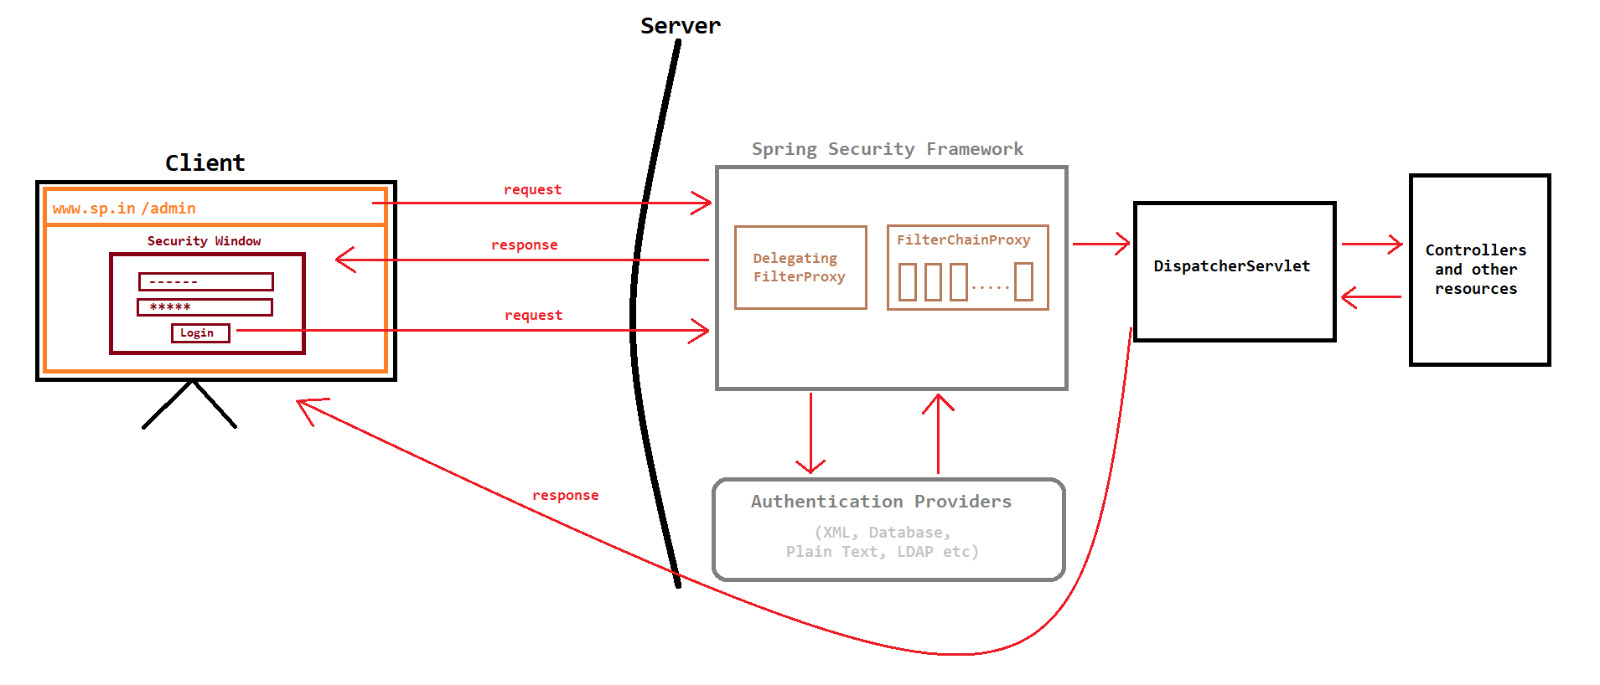 Server
Client
Spring Security Framework
www.sp.in /admin
request
Security Window
response
------
*****
Login
request
Delegating
FilterProxy
FilterChainProxy
.....
DispatcherServlet
Controllers
and other
resources
response
Authentication Providers
(XML, Database,
Plain Text, LDAP etc)